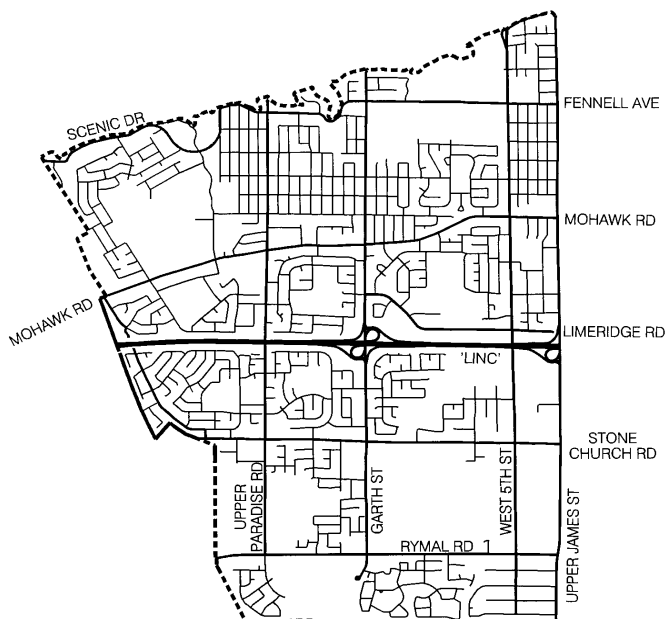 FENNELL AVE
SCENIC DR
MOHAWK RD
MOHAWK RD
LIMERIDGE RD
'LINC'
STONE
CHURCH RD
UPPER
PARADISE RD
GARTH ST
WEST 5TH ST
UPPER JAMES ST
RYMAL RD